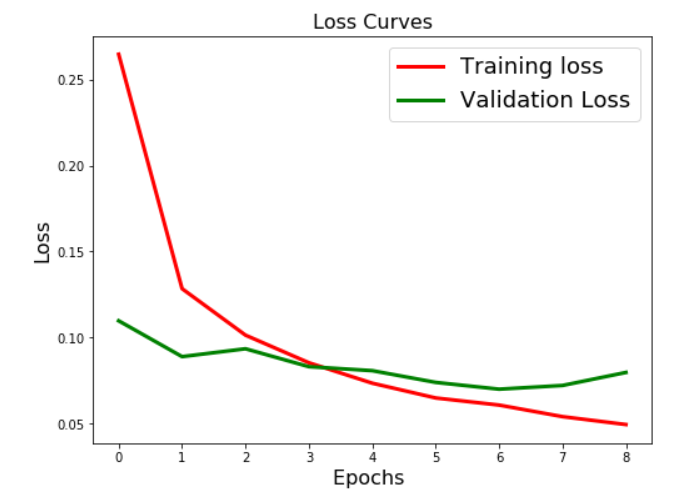 Loss Curves
Training loss
Validation Loss
0.25
0.20
0.15
0.10
0.05
Loss
0 1 2 3 4 5 6 7 8
Epochs